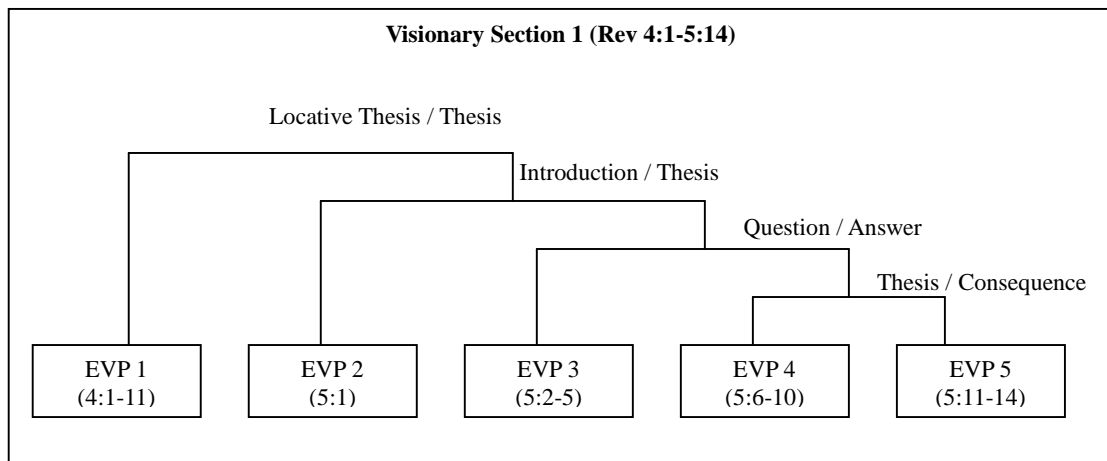 Visionary Section 1 (Rev 4:1-5:14)
Locative Thesis / Thesis
Introduction / Thesis
Question / Answer
Thesis / Consequence
EVP 1
(4:1-11)
EVP 2
(5:1)
EVP 3
(5:2-5)
EVP 4
(5:6-10)
EVP 5
(5:11-14)